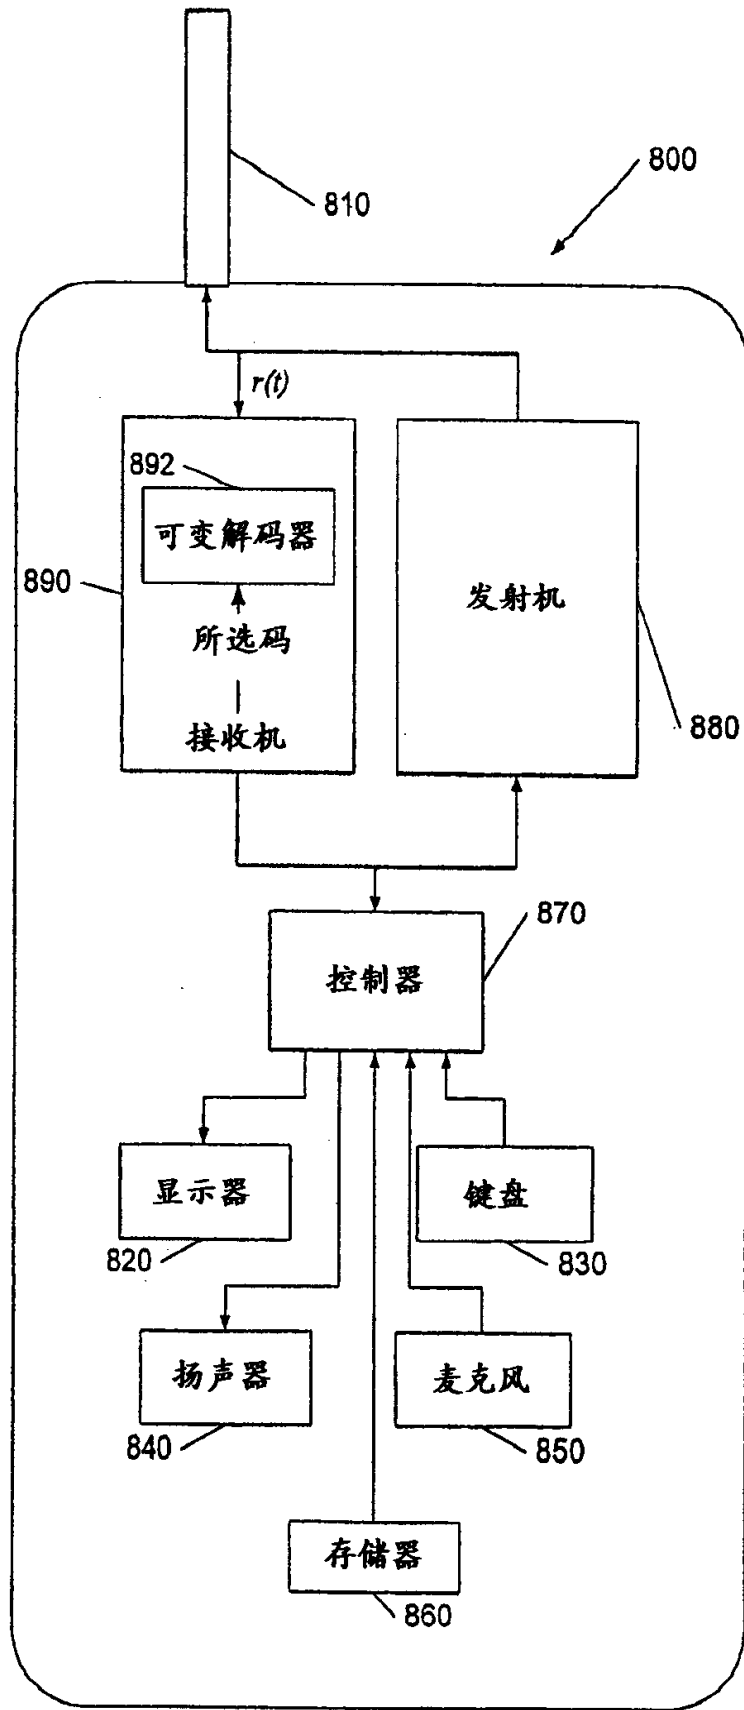 800
810
r(t)
892
可变解码器
890
所选码
发射机
接收机
880
870
控制器
显示器
键盘
820
830
扬声器
麦克风
840
850
存储器
860